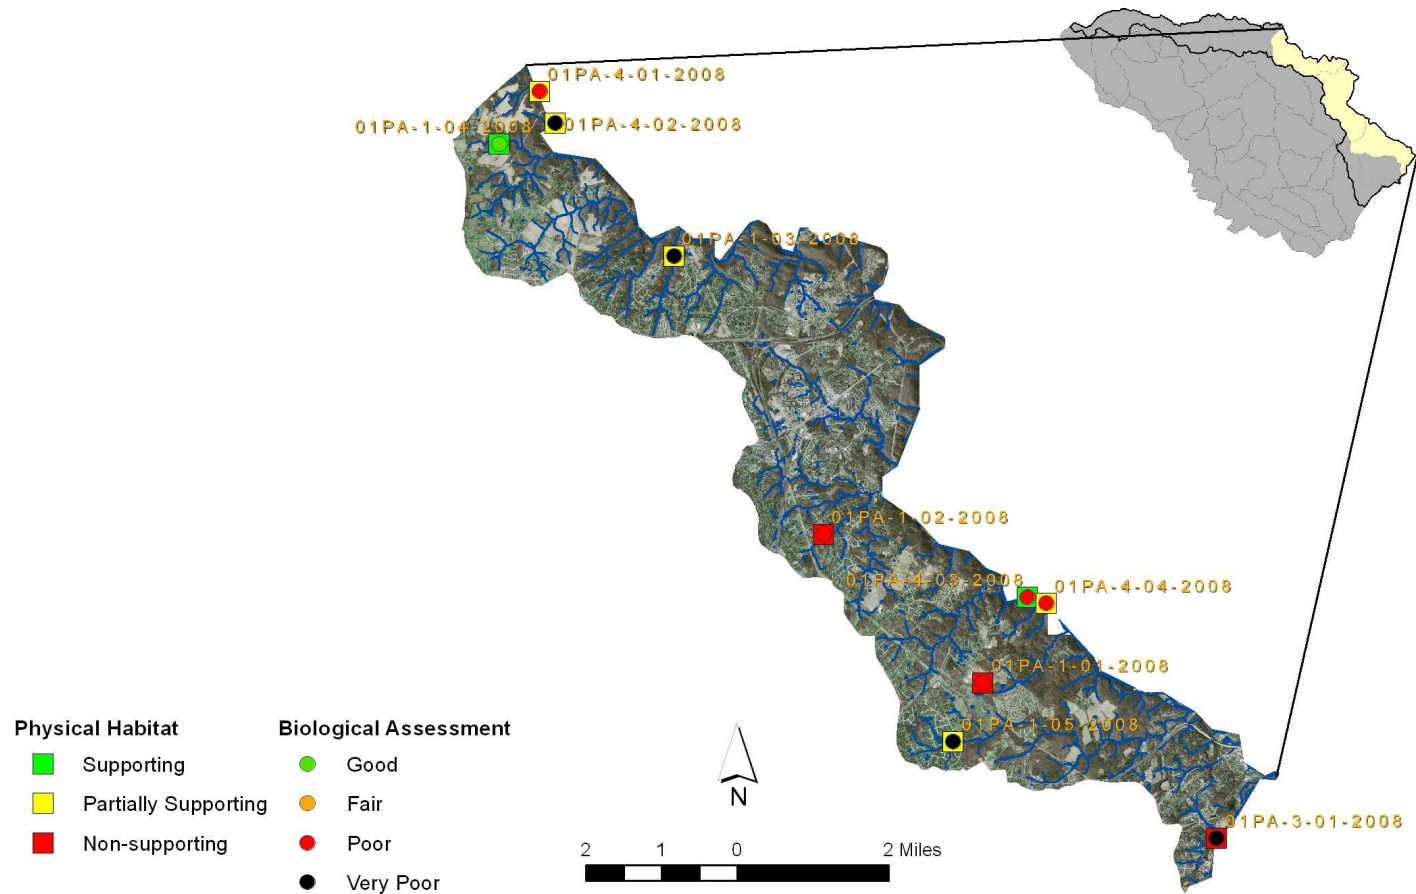 01PA-4-01-2008
01PA-4-02-2008
01PA-1-04-2008
01PA-1-03-2008
01PA-1-02-2008
01PA-4-03-2008
01PA-4-04-2008
01PA-1-01-2008
01PA-1-05-2008
01PA-3-01-2008
Physical Habitat
Supporting
Partially Supporting
Non-supporting
Biological Assessment
Good
Fair
Poor
Very Poor
N
2 1 0 2 Miles